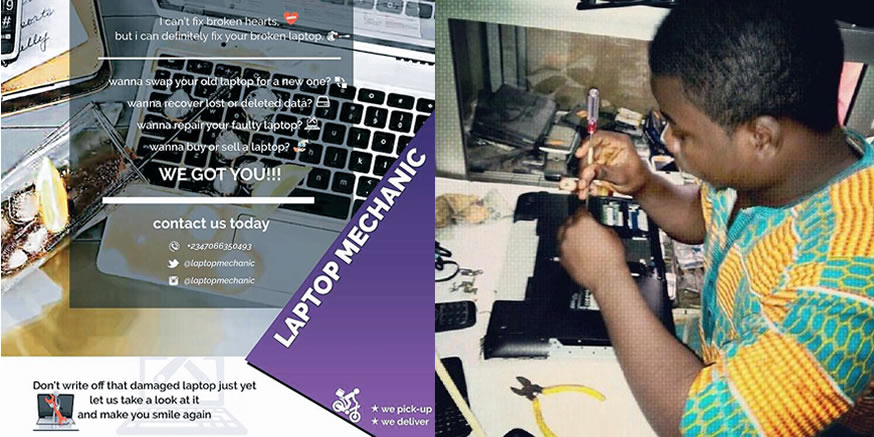 I can't fix broken hearts,
but i can definitely fix your broken laptop.
wanna swap your old laptop for a new one?
wanna recover lost or deleted data?
wanna repair your faulty laptop?
wanna buy or sell a laptop?
WE GOT YOU!!!
contact us today
+2347066350493
@laptopmechanic
@laptopmechanic
LAPTOP MECHANIC
Don't write off that damaged laptop just yet
let us take a look at it
and make you smile again
★ we pick-up
★ we deliver